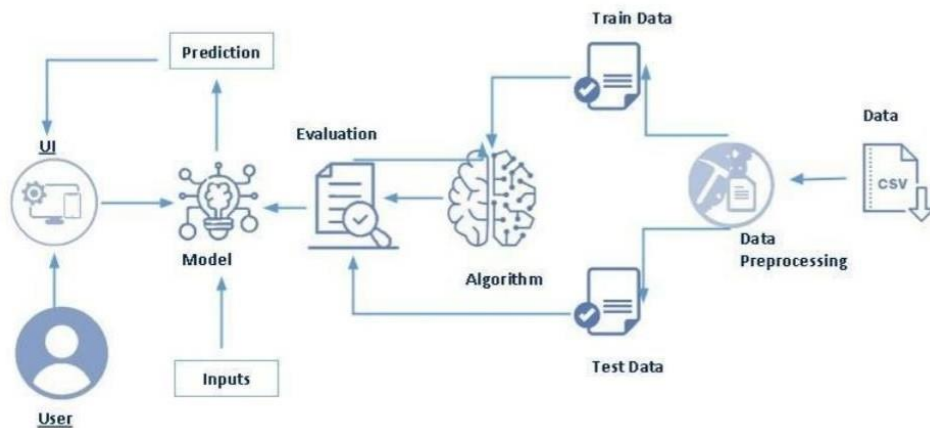 Train Data
Prediction
Evaluation
Data
UI
CSV
Model
Algorithm
Data
Preprocessing
Inputs
Test Data
User